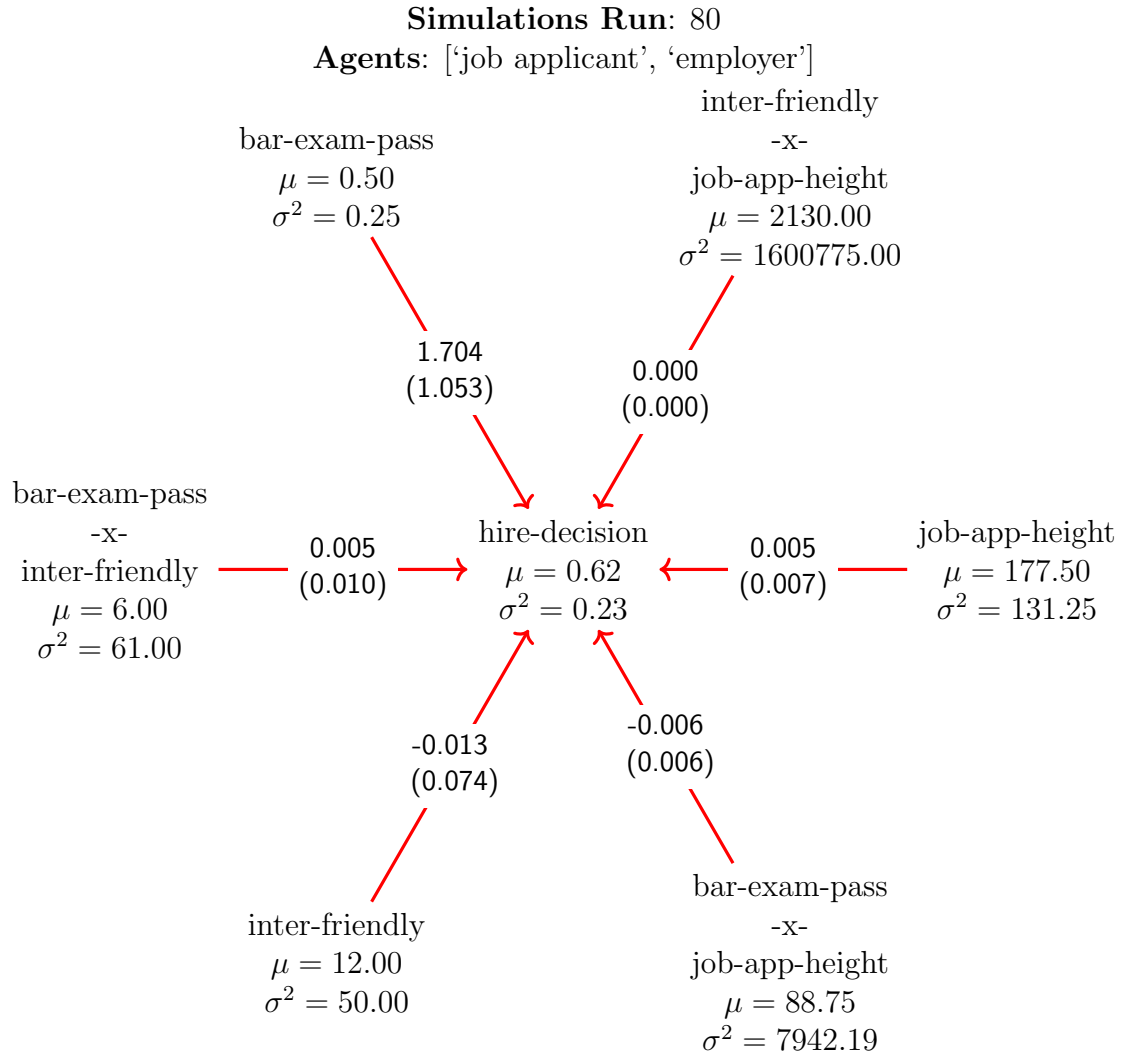 Simulations Run: 80
Agents: [‘job applicant’, ‘employer’]
inter-friendly
-x-
job-app-height
μ = 2130.00
σ² = 1600775.00
bar-exam-pass
μ = 0.50
σ² = 0.25
1.704
(1.053)
0.000
(0.000)
bar-exam-pass
-x-
inter-friendly
μ = 6.00
σ² = 61.00
0.005
(0.010)
hire-decision
μ = 0.62
σ² = 0.23
0.005
(0.007)
job-app-height
μ = 177.50
σ² = 131.25
-0.013
(0.074)
-0.006
(0.006)
inter-friendly
μ = 12.00
σ² = 50.00
bar-exam-pass
-x-
job-app-height
μ = 88.75
σ² = 7942.19